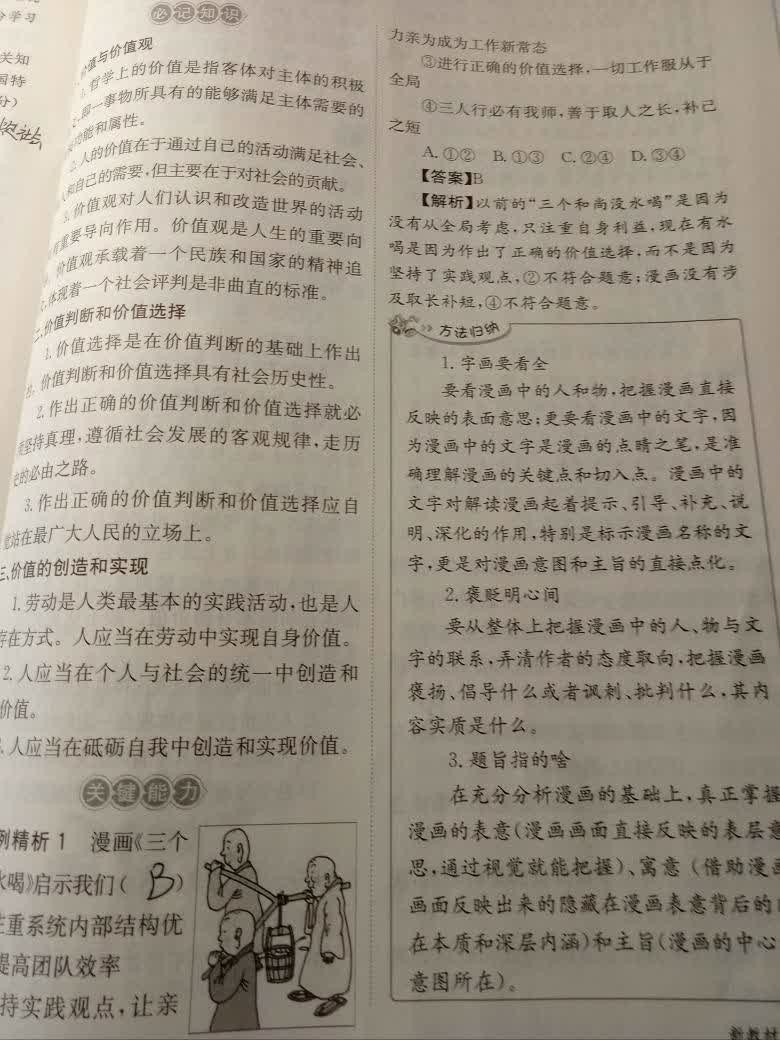 分学习
关知
国特
分）
必记知识
价值与价值观
1.哲学上的价值是指客体对主体的积极
即一事物所具有的能够满足主体需要的
功能和属性。
2.人的价值在于通过自己的活动满足社会、
人和自己的需要,但主要在于对社会的贡献。
3.价值观对人们认识和改造世界的活动
有重要导向作用。价值观是人生的重要向
价值观承载着一个民族和国家的精神追
体现着一个社会评判是非曲直的标准。
二、价值判断和价值选择
1.价值选择是在价值判断的基础上作出
价值判断和价值选择具有社会历史性。
2.作出正确的价值判断和价值选择就必
须坚持真理,遵循社会发展的客观规律,走历
史的必由之路。
3.作出正确的价值判断和价值选择应自
觉站在最广大人民的立场上。
三、价值的创造和实现
1.劳动是人类最基本的实践活动,也是人
存在方式。人应当在劳动中实现自身价值。
2.人应当在个人与社会的统一中创造和
价值。
人应当在砥砺自我中创造和实现价值。
关键能力
例精析1 漫画《三个
水喝》启示我们( B )
注重系统内部结构优
提高团队效率
持实践观点,让亲
力亲为成为工作新常态
③进行正确的价值选择,一切工作服从于
全局
④三人行必有我师,善于取人之长,补己
之短
A.①② B.①③ C.②④ D.③④
【答案】B
【解析】以前的“三个和尚没水喝”是因为
没有从全局考虑,只注重自身利益,现在有水
喝是因为作出了正确的价值选择,而不是因为
坚持了实践观点,②不符合题意;漫画没有涉
及取长补短,④不符合题意。
方法归纳
1.字画要看全
要看漫画中的人和物,把握漫画直接
反映的表面意思;更要看漫画中的文字,因
为漫画中的文字是漫画的点睛之笔,是准
确理解漫画的关键点和切入点。漫画中的
文字对解读漫画起着提示、引导、补充、说
明、深化的作用,特别是标示漫画名称的文
字,更是对漫画意图和主旨的直接点化。
2.褒贬明心间
要从整体上把握漫画中的人、物与文
字的联系,弄清作者的态度取向,把握漫画
褒扬、倡导什么或者讽刺、批判什么,其内
容实质是什么。
3.题旨指的啥
在充分分析漫画的基础上,真正掌握
漫画的表意(漫画画面直接反映的表层意
思,通过视觉就能把握)、寓意(借助漫画
画面反映出来的隐藏在漫画表意背后的
在本质和深层内涵)和主旨(漫画的中心
意图所在)。
新教材